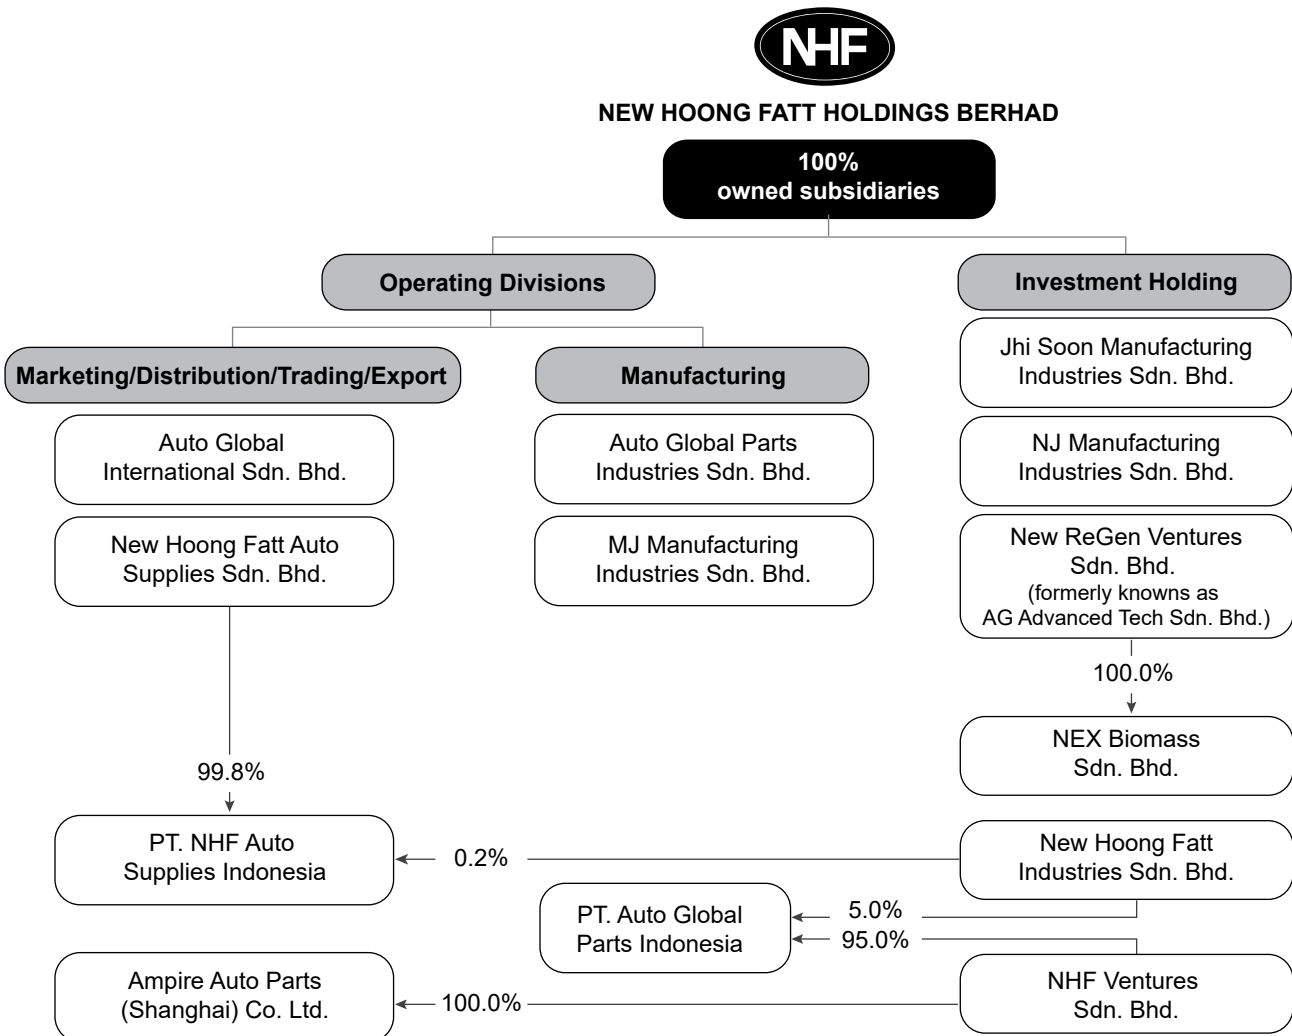 NHF
NEW HOONG FATT HOLDINGS BERHAD
100%
owned subsidiaries
Operating Divisions
Investment Holding
Marketing/Distribution/Trading/Export
Manufacturing
Auto Global
International Sdn. Bhd.
New Hoong Fatt Auto
Supplies Sdn. Bhd.
99.8%
PT. NHF Auto
Supplies Indonesia
Ampire Auto Parts
(Shanghai) Co. Ltd.
Auto Global Parts
Industries Sdn. Bhd.
MJ Manufacturing
Industries Sdn. Bhd.
0.2%
PT. Auto Global
Parts Indonesia
5.0%
95.0%
100.0%
Jhi Soon Manufacturing
Industries Sdn. Bhd.
NJ Manufacturing
Industries Sdn. Bhd.
New ReGen Ventures
Sdn. Bhd.
(formerly knowns as
AG Advanced Tech Sdn. Bhd.)
100.0%
NEX Biomass
Sdn. Bhd.
New Hoong Fatt
Industries Sdn. Bhd.
NHF Ventures
Sdn. Bhd.